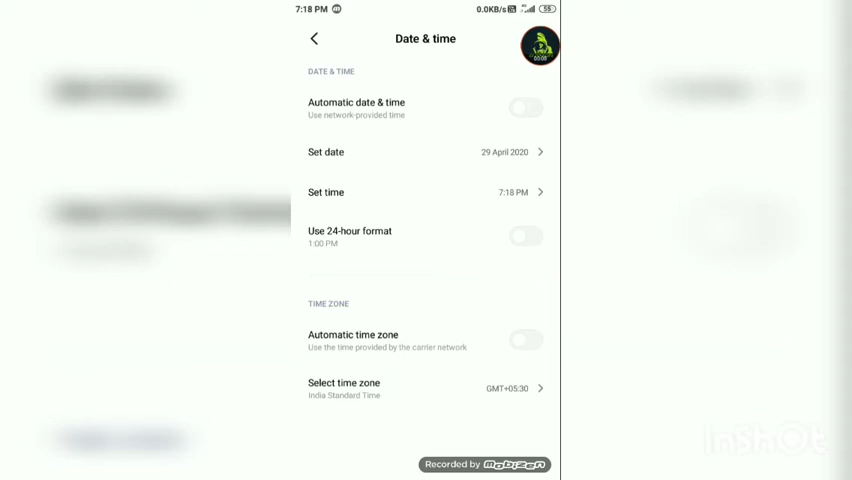 7:18 PM
0.0KB/s 55
Date & time
00:08
DATE & TIME
Automatic date & time
Use network-provided time
Set date 29 April 2020
Set time 7:18 PM
Use 24-hour format
1:00 PM
TIME ZONE
Automatic time zone
Use the time provided by the carrier network
Select time zone GMT+05:30
India Standard Time
Recorded by mobizen
InShOt